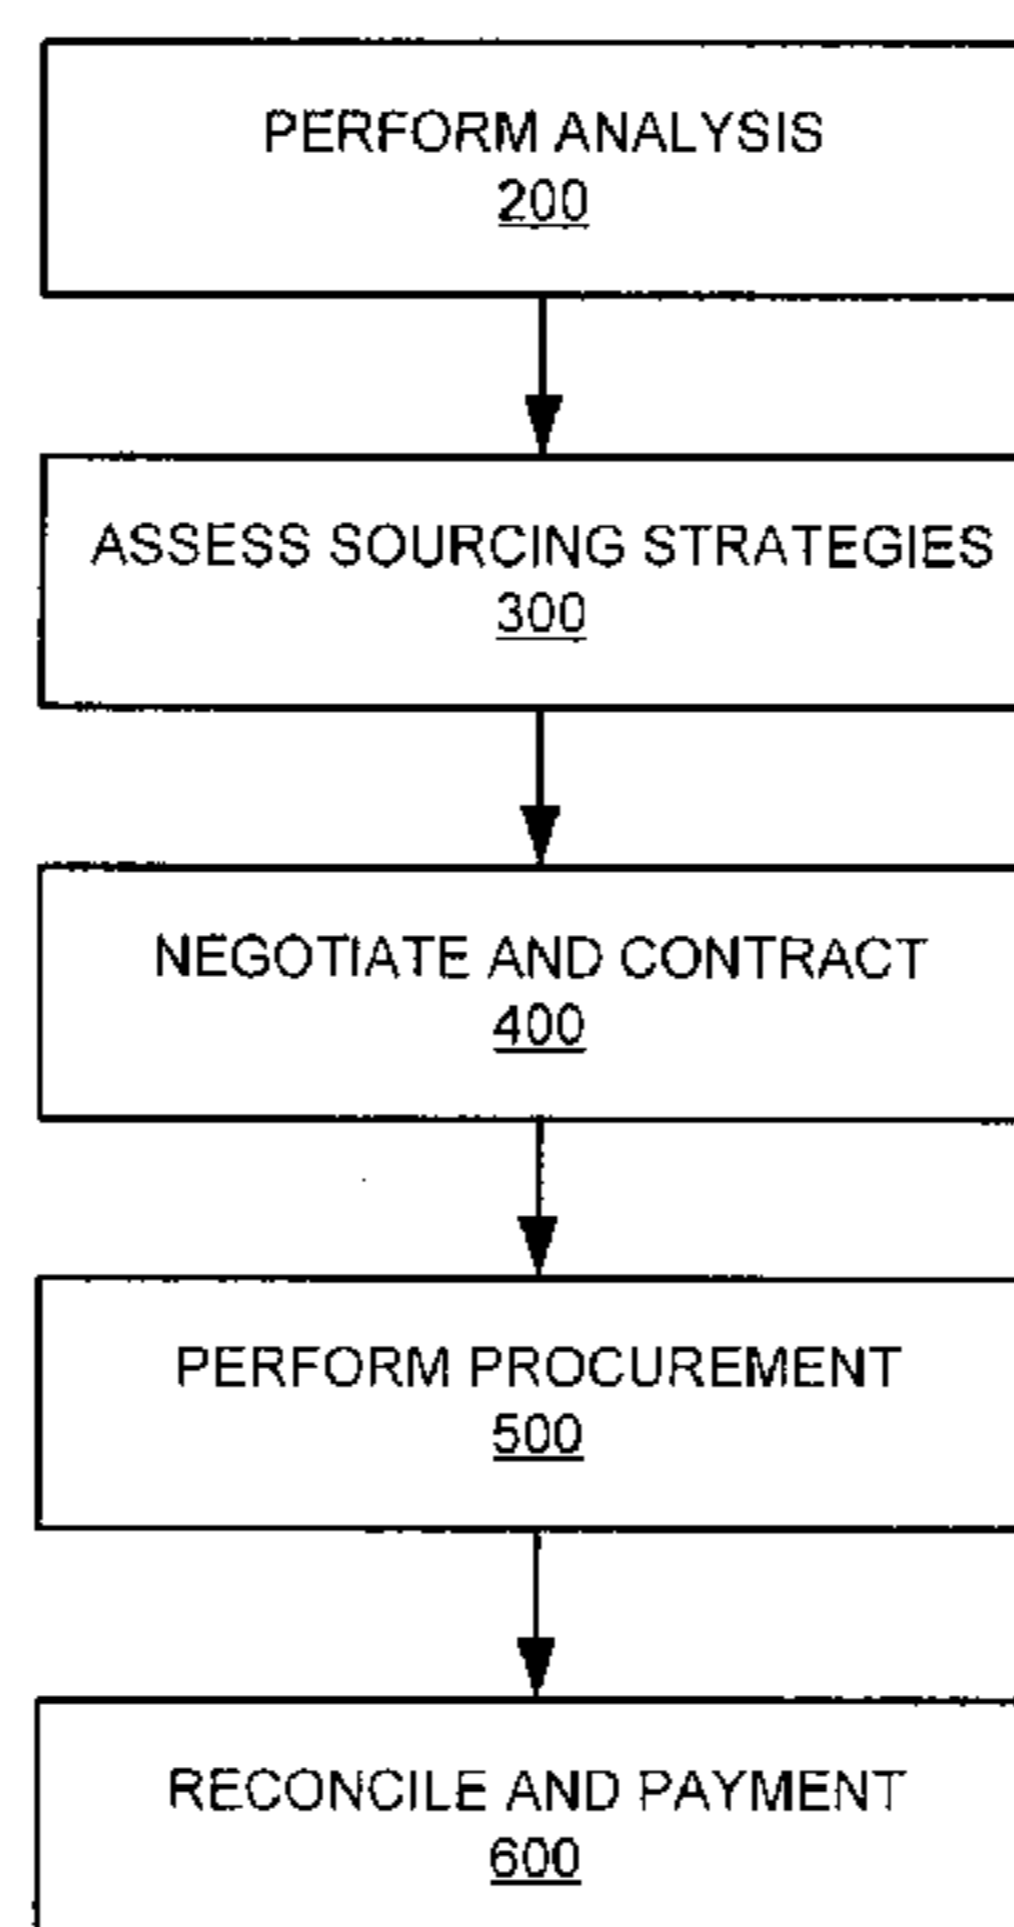 PERFORM ANALYSIS
200
ASSESS SOURCING STRATEGIES
300
NEGOTIATE AND CONTRACT
400
PERFORM PROCUREMENT
500
RECONCILE AND PAYMENT
600